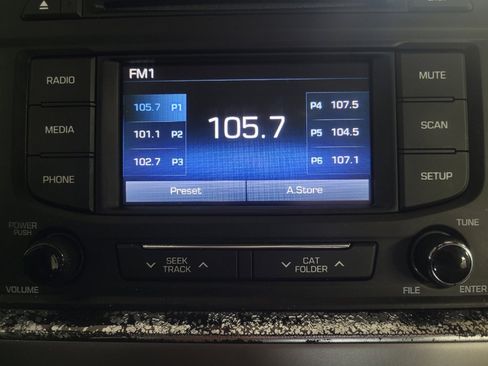 FM1
RADIO
MEDIA
PHONE
105.7 P1
101.1 P2
102.7 P3
105.7
P4 107.5
P5 104.5
P6 107.1
Preset
A.Store
MUTE
SCAN
SETUP
POWER
PUSH
VOLUME
SEEK
TRACK
CAT
FOLDER
TUNE
FILE
ENTER